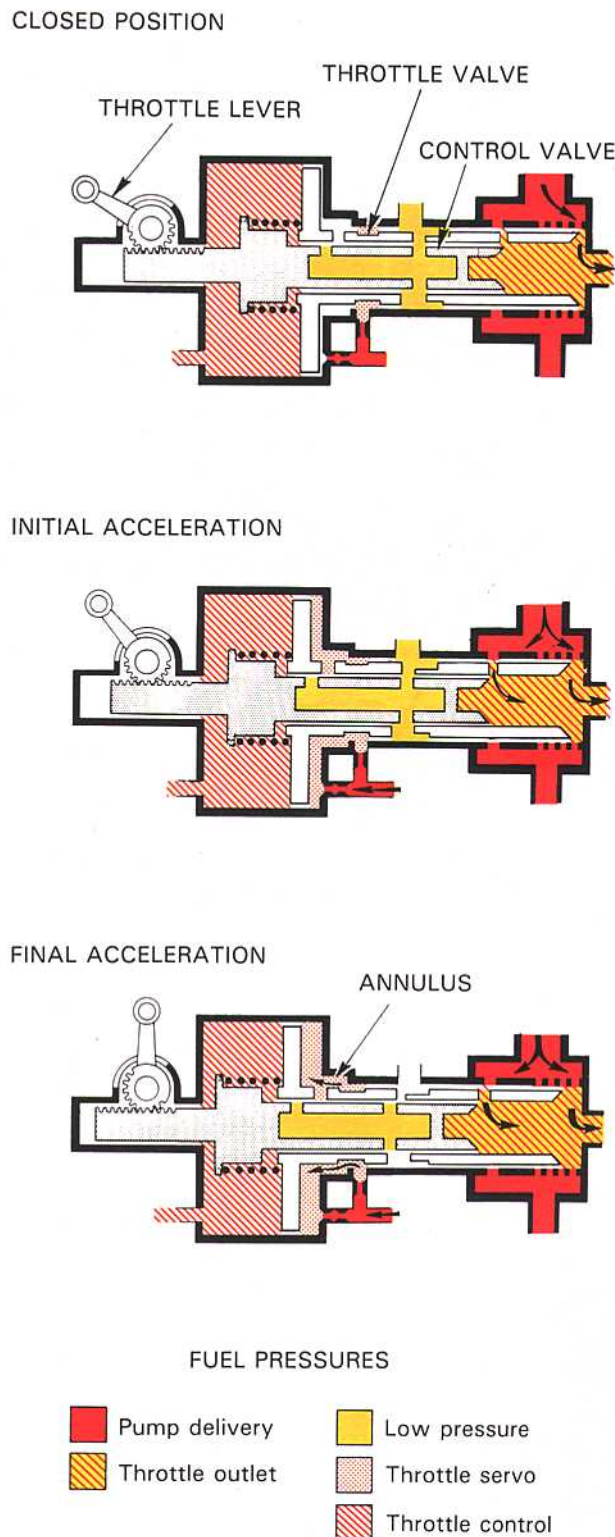 CLOSED POSITION
THROTTLE VALVE
THROTTLE LEVER
CONTROL VALVE
INITIAL ACCELERATION
FINAL ACCELERATION
ANNULUS
FUEL PRESSURES
Pump delivery
Low pressure
Throttle outlet
Throttle servo
Throttle control